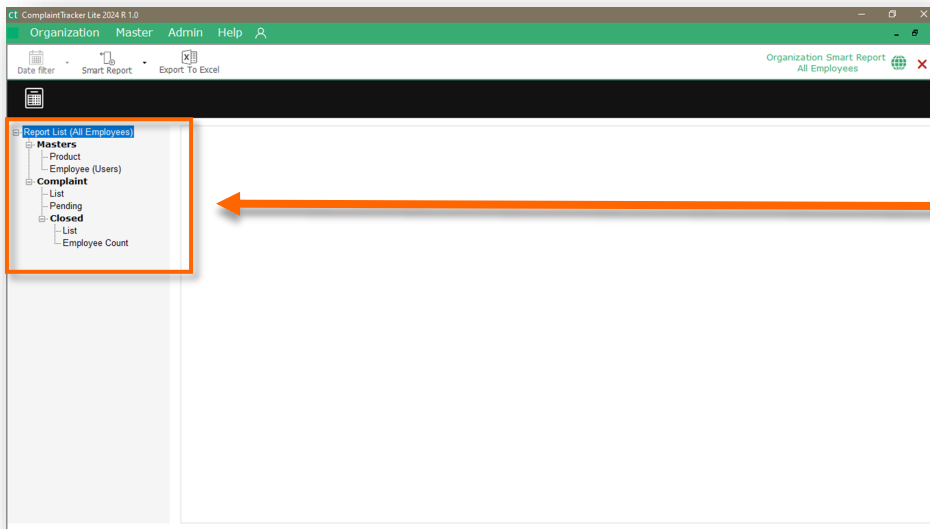 ct ComplaintTracker Lite 2024 R 1.0
Organization Master Admin Help
Date filter Smart Report Export To Excel
Organization Smart Report
All Employees
Report List (All Employees)
Masters
Product
Employee (Users)
Complaint
List
Pending
Closed
List
Employee Count